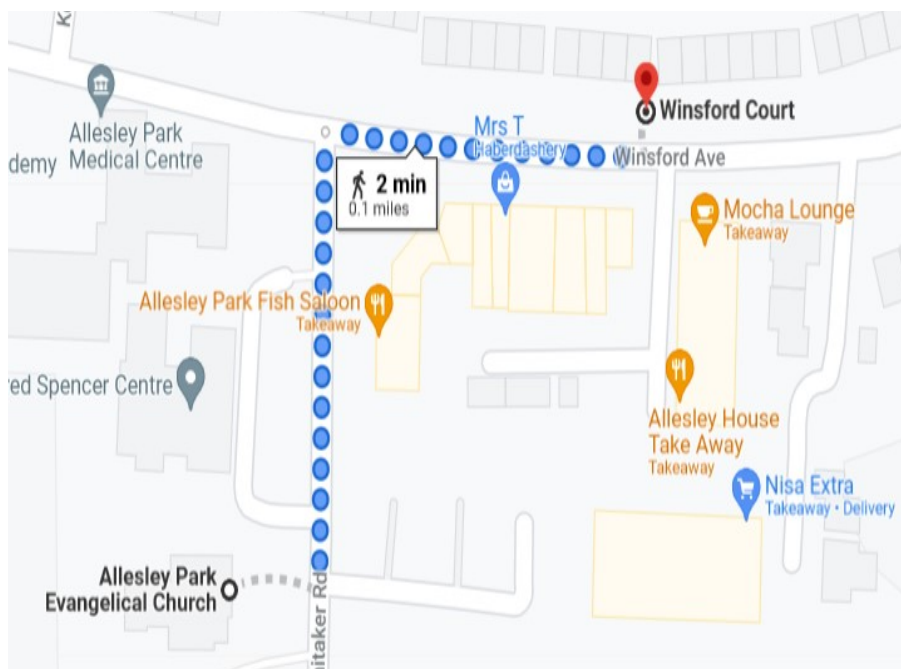 K
Allesley Park
Medical Centre
demy
Mrs T
Haberdashery
Winsford Court
Winsford Ave
2 min
0.1 miles
Mocha Lounge
Takeaway
Allesley Park Fish Saloon
Takeaway
red Spencer Centre
Allesley House
Take Away
Takeaway
Nisa Extra
Takeaway • Delivery
Allesley Park
Evangelical Church
hitaker Rd